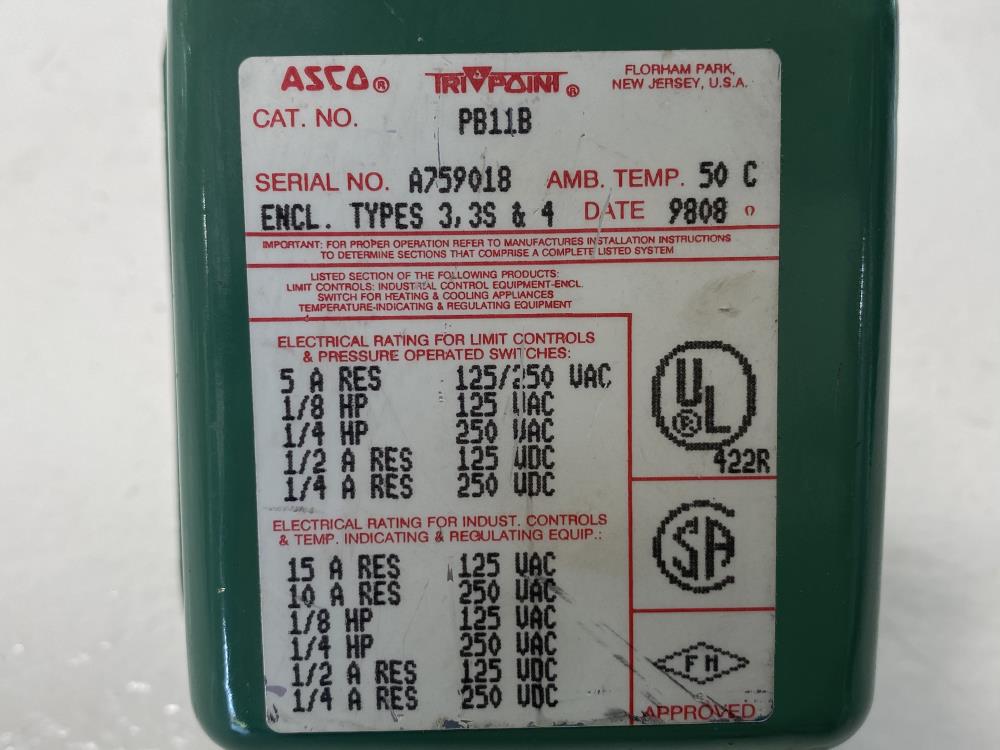 ASCO® TRI POINT® FLORHAM PARK,
NEW JERSEY, U.S.A.
CAT. NO. PB11B
SERIAL NO. A759018 AMB. TEMP. 50 C
ENCL. TYPES 3,3S & 4 DATE 9808
IMPORTANT: FOR PROPER OPERATION REFER TO MANUFACTURES INSTALLATION INSTRUCTIONS
TO DETERMINE SECTIONS THAT COMPRISE A COMPLETE LISTED SYSTEM
LISTED SECTION OF THE FOLLOWING PRODUCTS:
LIMIT CONTROLS: INDUSTRIAL CONTROL EQUIPMENT-ENCL.
SWITCH FOR HEATING & COOLING APPLIANCES
TEMPERATURE-INDICATING & REGULATING EQUIPMENT
ELECTRICAL RATING FOR LIMIT CONTROLS
& PRESSURE OPERATED SWITCHES:
5 A RES 125/250 VAC
1/8 HP 125 VAC
1/4 HP 250 VAC
1/2 A RES 125 VDC
1/4 A RES 250 VDC
ELECTRICAL RATING FOR INDUST. CONTROLS
& TEMP. INDICATING & REGULATING EQUIP.:
15 A RES 125 VAC
10 A RES 250 VAC
1/8 HP 125 VAC
1/4 HP 250 VAC
1/2 A RES 125 VDC
1/4 A RES 250 VDC
UL®
422R
CSA
FM
APPROVED